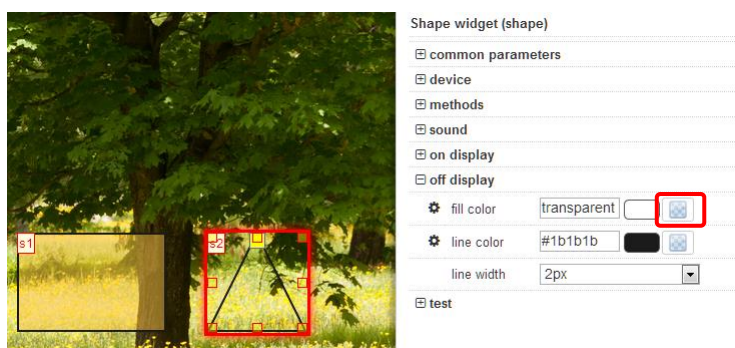 Shape widget (shape)
common parameters
device
methods
sound
on display
off display
fill color transparent
line color #1b1b1b
line width 2px
test
s1
s2